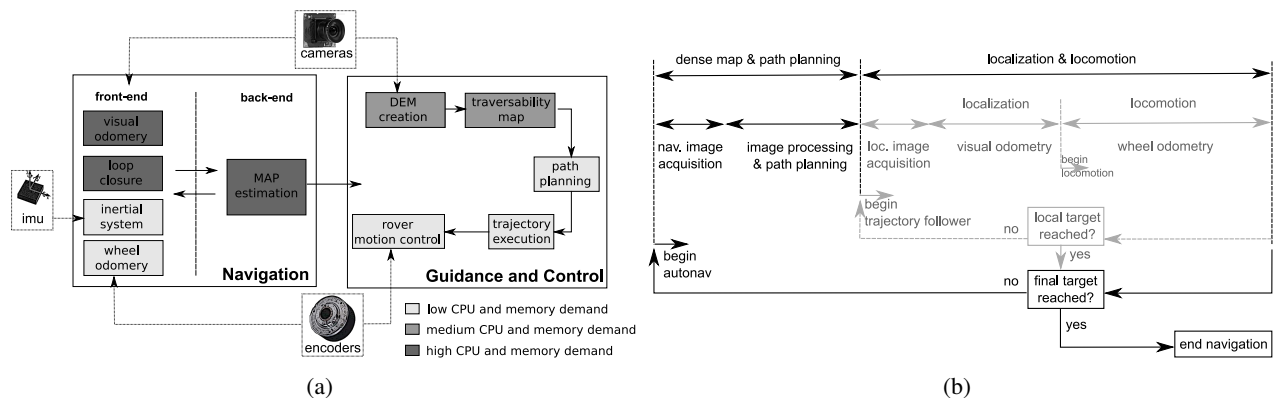 cameras
front-end
back-end
visual
odomery
loop
closure
inertial
system
wheel
odomery
MAP
estimation
Navigation
imu
DEM
creation
traversability
map
path
planning
trajectory
execution
rover
motion control
Guidance and Control
encoders
low CPU and memory demand
medium CPU and memory demand
high CPU and memory demand
(a)
dense map & path planning
localization & locomotion
localization
locomotion
nav. image
acquisition
image processing
& path planning
loc. image
acquisition
visual odometry
wheel odometry
begin
locomotion
begin
trajectory follower
no
local target
reached?
yes
begin
autonav
no
final target
reached?
yes
end navigation
(b)